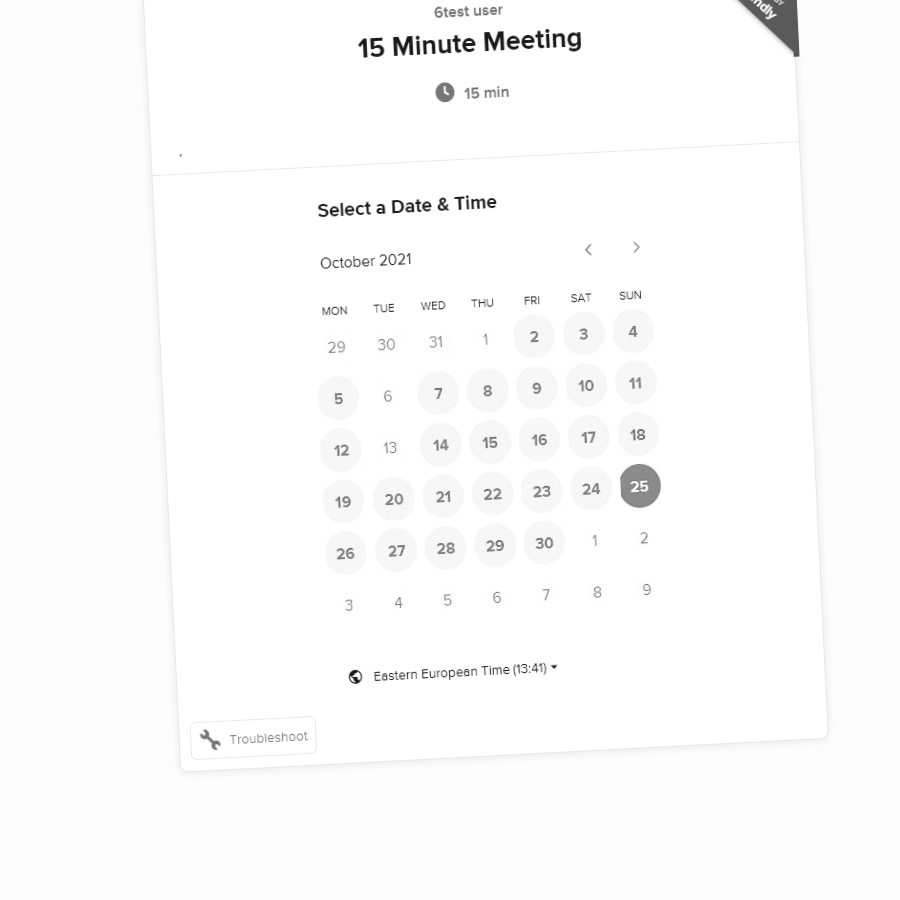 6test user
15 Minute Meeting
15 min
Select a Date & Time
October 2021
MON TUE WED THU FRI SAT SUN
29 30 31 1 2 3 4
5 6 7 8 9 10 11
12 13 14 15 16 17 18
19 20 21 22 23 24 25
26 27 28 29 30 1 2
3 4 5 6 7 8 9
Eastern European Time (13:41)
Troubleshoot